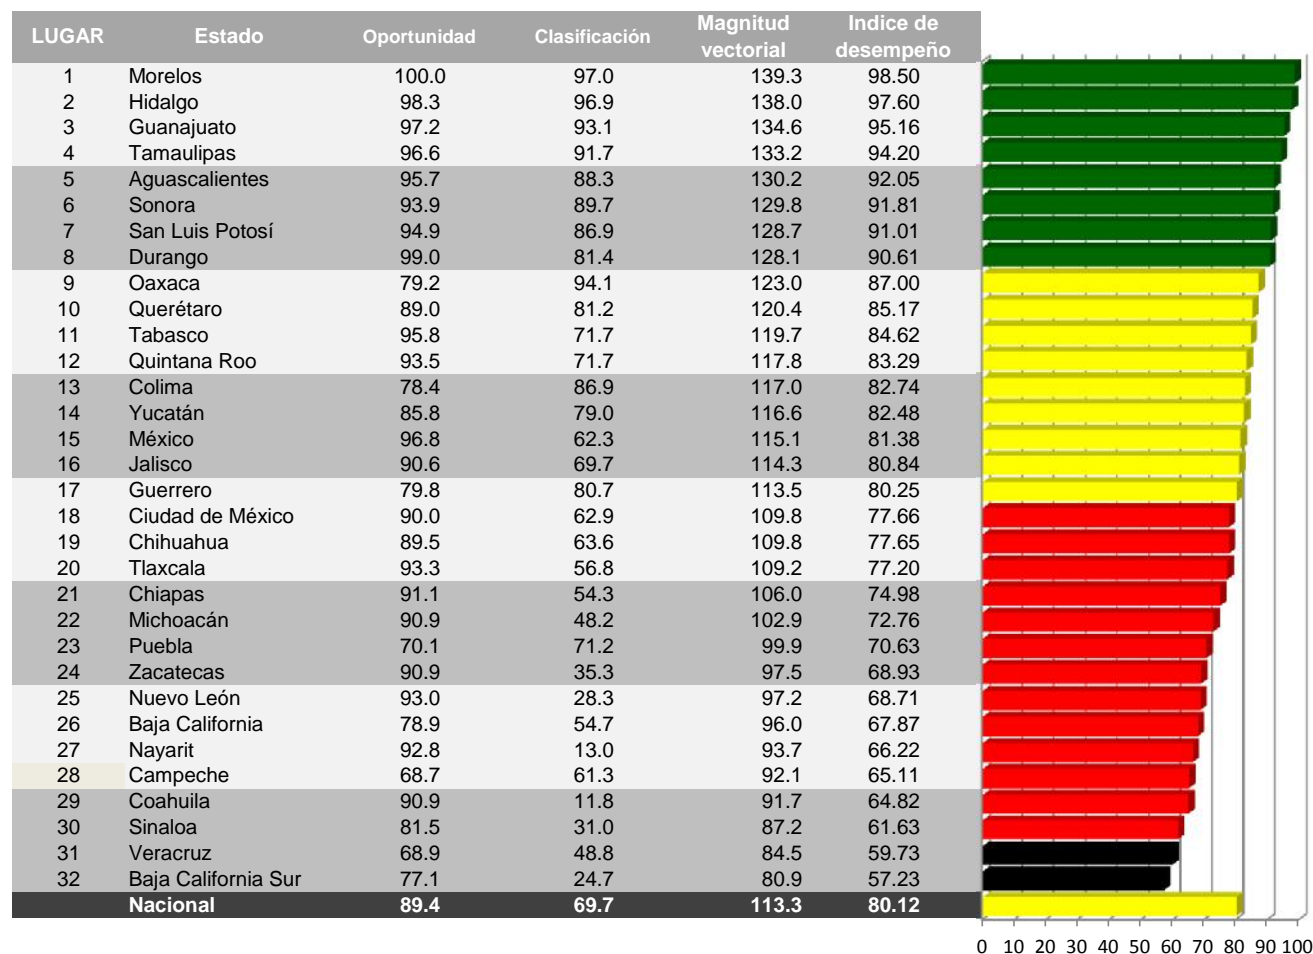 LUGAR Estado Oportunidad Clasificación Magnitud vectorial Indice de desempeño
1 Morelos 100.0 97.0 139.3 98.50
2 Hidalgo 98.3 96.9 138.0 97.60
3 Guanajuato 97.2 93.1 134.6 95.16
4 Tamaulipas 96.6 91.7 133.2 94.20
5 Aguascalientes 95.7 88.3 130.2 92.05
6 Sonora 93.9 89.7 129.8 91.81
7 San Luis Potosí 94.9 86.9 128.7 91.01
8 Durango 99.0 81.4 128.1 90.61
9 Oaxaca 79.2 94.1 123.0 87.00
10 Querétaro 89.0 81.2 120.4 85.17
11 Tabasco 95.8 71.7 119.7 84.62
12 Quintana Roo 93.5 71.7 117.8 83.29
13 Colima 78.4 86.9 117.0 82.74
14 Yucatán 85.8 79.0 116.6 82.48
15 México 96.8 62.3 115.1 81.38
16 Jalisco 90.6 69.7 114.3 80.84
17 Guerrero 79.8 80.7 113.5 80.25
18 Ciudad de México 90.0 62.9 109.8 77.66
19 Chihuahua 89.5 63.6 109.8 77.65
20 Tlaxcala 93.3 56.8 109.2 77.20
21 Chiapas 91.1 54.3 106.0 74.98
22 Michoacán 90.9 48.2 102.9 72.76
23 Puebla 70.1 71.2 99.9 70.63
24 Zacatecas 90.9 35.3 97.5 68.93
25 Nuevo León 93.0 28.3 97.2 68.71
26 Baja California 78.9 54.7 96.0 67.87
27 Nayarit 92.8 13.0 93.7 66.22
28 Campeche 68.7 61.3 92.1 65.11
29 Coahuila 90.9 11.8 91.7 64.82
30 Sinaloa 81.5 31.0 87.2 61.63
31 Veracruz 68.9 48.8 84.5 59.73
32 Baja California Sur 77.1 24.7 80.9 57.23
Nacional 89.4 69.7 113.3 80.12
0 10 20 30 40 50 60 70 80 90 100